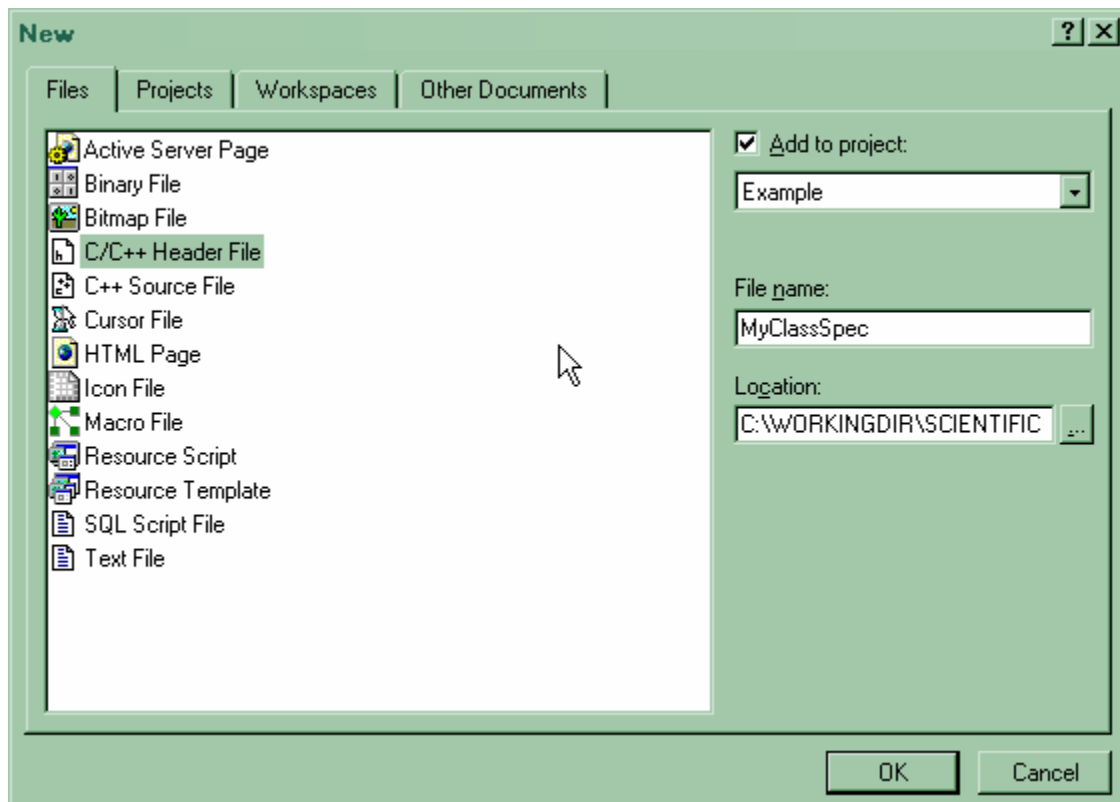 New
Files Projects Workspaces Other Documents
Active Server Page
Binary File
Bitmap File
C/C++ Header File
C++ Source File
Cursor File
HTML Page
Icon File
Macro File
Resource Script
Resource Template
SQL Script File
Text File
Add to project:
Example
File name:
MyClassSpec
Location:
C:\WORKINGDIR\SCIENTIFIC
...
OK Cancel